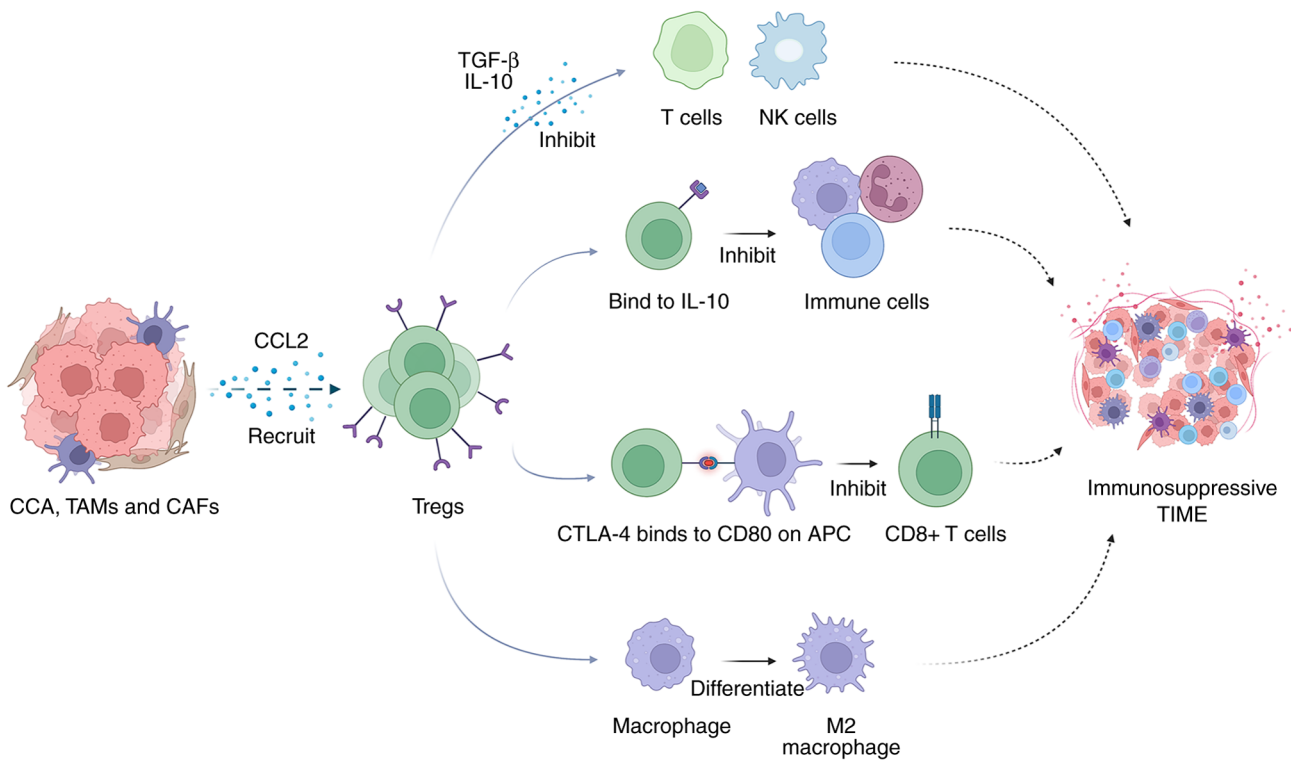 TGF-β
IL-10
Inhibit
T cells
NK cells
Bind to IL-10
Inhibit
Immune cells
CCL2
Recruit
CCA, TAMs and CAFs
Tregs
CTLA-4 binds to CD80 on APC
Inhibit
CD8+ T cells
Immunosuppressive
TIME
Macrophage
Differentiate
M2
macrophage